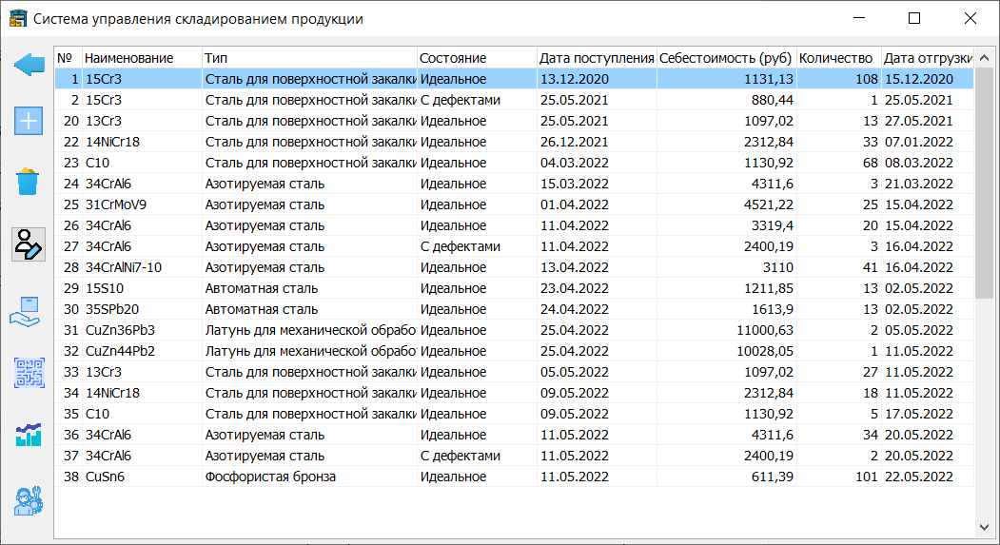 Система управления складированием продукции
№ Наименование Тип Состояние Дата поступления Себестоимость (руб) Количество Дата отгрузки
1 15Cr3 Сталь для поверхностной закалки Идеальное 13.12.2020 1131,13 108 15.12.2020
2 15Cr3 Сталь для поверхностной закалки С дефектами 25.05.2021 880,44 1 25.05.2021
20 13Cr3 Сталь для поверхностной закалки Идеальное 25.05.2021 1097,02 13 27.05.2021
22 14NiCr18 Сталь для поверхностной закалки Идеальное 26.12.2021 2312,84 33 07.01.2022
23 C10 Сталь для поверхностной закалки Идеальное 04.03.2022 1130,92 68 08.03.2022
24 34CrAl6 Азотируемая сталь Идеальное 15.03.2022 4311,6 3 21.03.2022
25 31CrMoV9 Азотируемая сталь Идеальное 01.04.2022 4521,22 25 15.04.2022
26 34CrAl6 Азотируемая сталь Идеальное 11.04.2022 3319,4 20 15.04.2022
27 34CrAl6 Азотируемая сталь С дефектами 11.04.2022 2400,19 3 16.04.2022
28 34CrAlNi7-10 Азотируемая сталь Идеальное 13.04.2022 3110 41 16.04.2022
29 15S10 Автоматная сталь Идеальное 23.04.2022 1211,85 13 02.05.2022
30 35SPb20 Автоматная сталь Идеальное 24.04.2022 1613,9 13 02.05.2022
31 CuZn36Pb3 Латунь для механической обрабо Идеальное 25.04.2022 11000,63 2 05.05.2022
32 CuZn44Pb2 Латунь для механической обрабо Идеальное 25.04.2022 10028,05 1 11.05.2022
33 13Cr3 Сталь для поверхностной закалки Идеальное 05.05.2022 1097,02 27 11.05.2022
34 14NiCr18 Сталь для поверхностной закалки Идеальное 09.05.2022 2312,84 18 11.05.2022
35 C10 Сталь для поверхностной закалки Идеальное 09.05.2022 1130,92 5 17.05.2022
36 34CrAl6 Азотируемая сталь Идеальное 11.05.2022 4311,6 34 20.05.2022
37 34CrAl6 Азотируемая сталь С дефектами 11.05.2022 2400,19 2 20.05.2022
38 CuSn6 Фосфористая бронза Идеальное 11.05.2022 611,39 101 22.05.2022